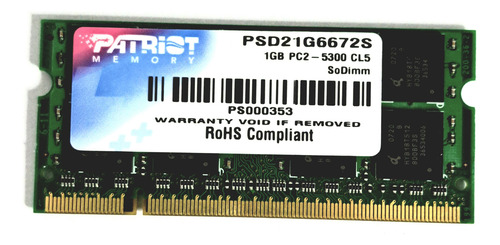 PATRIOT
MEMORY
PSD21G6672S
1GB PC2-5300 CL5
SoDimm
PS000353
WARRANTY VOID IF REMOVED
RoHS Compliant